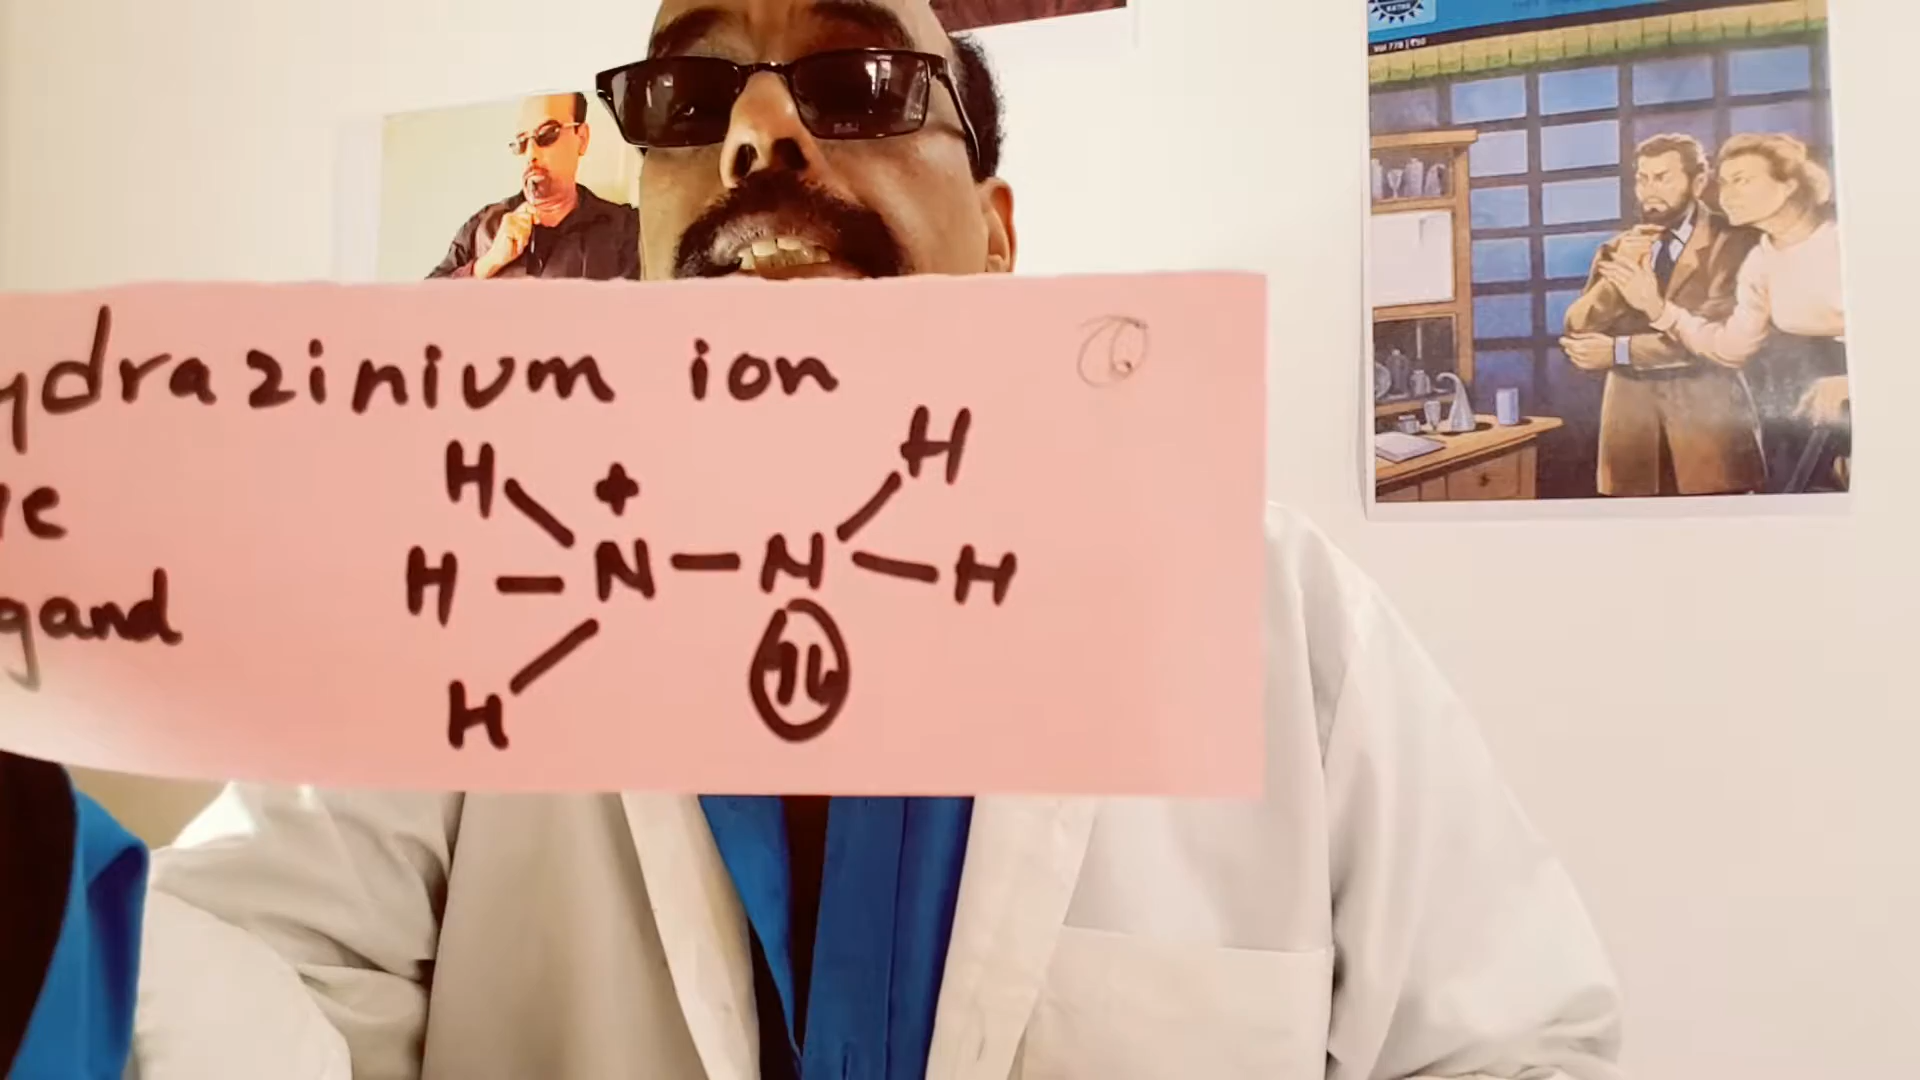 ydrazinium ion
H + H
H N N H
gand
H